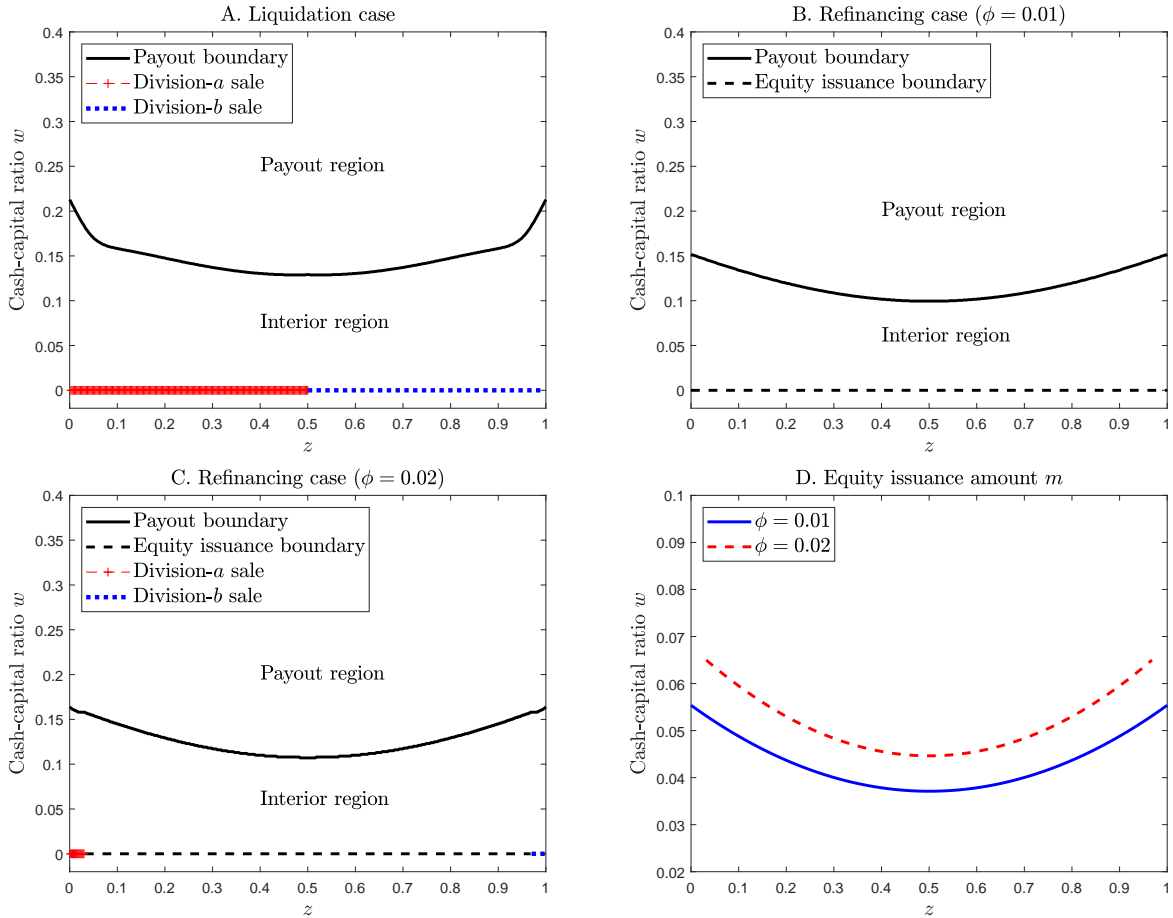 A. Liquidation case
0.4
0.35
0.3
0.25
0.2
0.15
0.1
0.05
0
Cash-capital ratio w
Payout boundary
Division-a sale
Division-b sale
Payout region
Interior region
0 0.1 0.2 0.3 0.4 0.5 0.6 0.7 0.8 0.9 1
z
B. Refinancing case (ϕ = 0.01)
0.4
0.35
0.3
0.25
0.2
0.15
0.1
0.05
0
Cash-capital ratio w
Payout boundary
Equity issuance boundary
Payout region
Interior region
0 0.1 0.2 0.3 0.4 0.5 0.6 0.7 0.8 0.9 1
z
C. Refinancing case (ϕ = 0.02)
0.4
0.35
0.3
0.25
0.2
0.15
0.1
0.05
0
Cash-capital ratio w
Payout boundary
Equity issuance boundary
Division-a sale
Division-b sale
Payout region
Interior region
0 0.1 0.2 0.3 0.4 0.5 0.6 0.7 0.8 0.9 1
z
D. Equity issuance amount m
0.1
0.09
0.08
0.07
0.06
0.05
0.04
0.03
0.02
Cash-capital ratio w
ϕ = 0.01
ϕ = 0.02
0 0.1 0.2 0.3 0.4 0.5 0.6 0.7 0.8 0.9 1
z